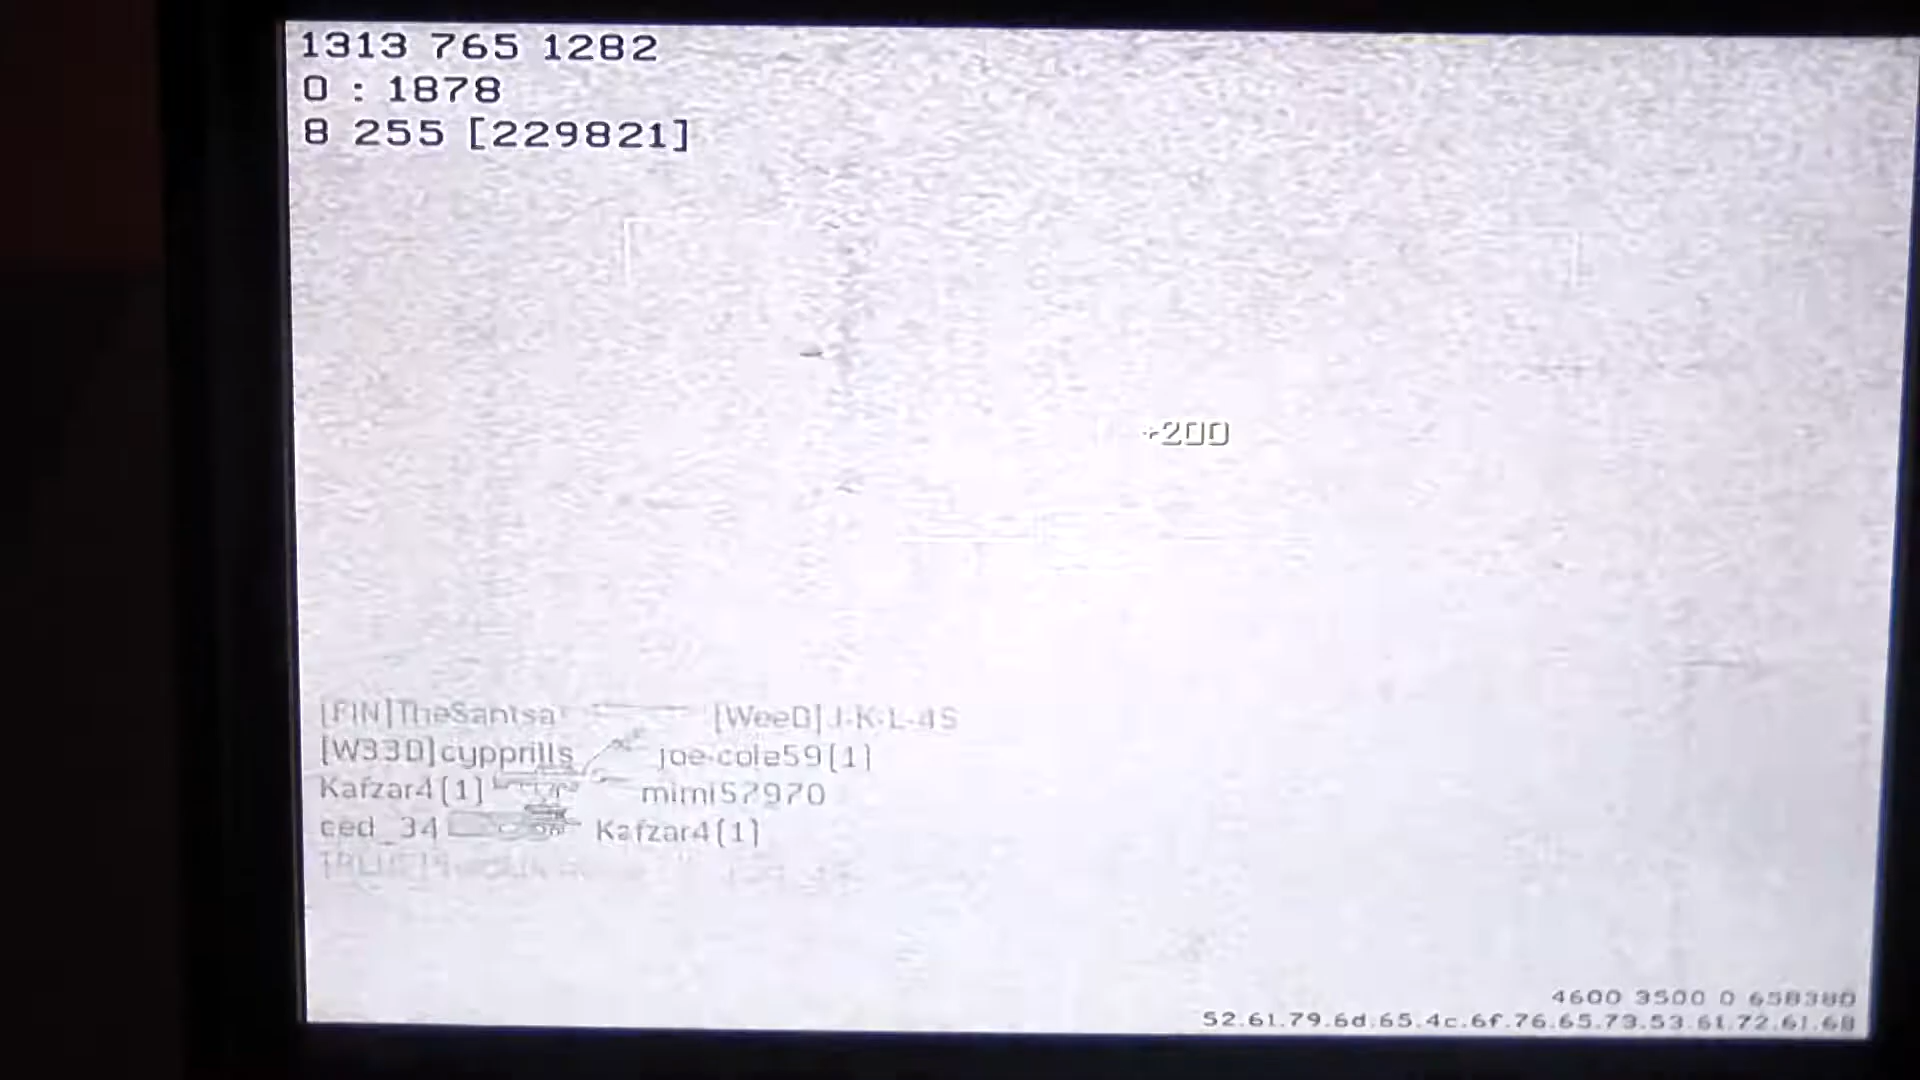 1313 765 1282
0 : 1878
8 255 [229821]
+200
[FIN]TheSantsa [WeeD]J-K-L-4S
[W33D]cypprills joe-cole59[1]
Kafzar4[1] mimi57970
ced_34 Kafzar4[1]
4600 3500 0 658380
52.61.79.6d.65.4c.6f.76.65.73.53.61.72.61.68